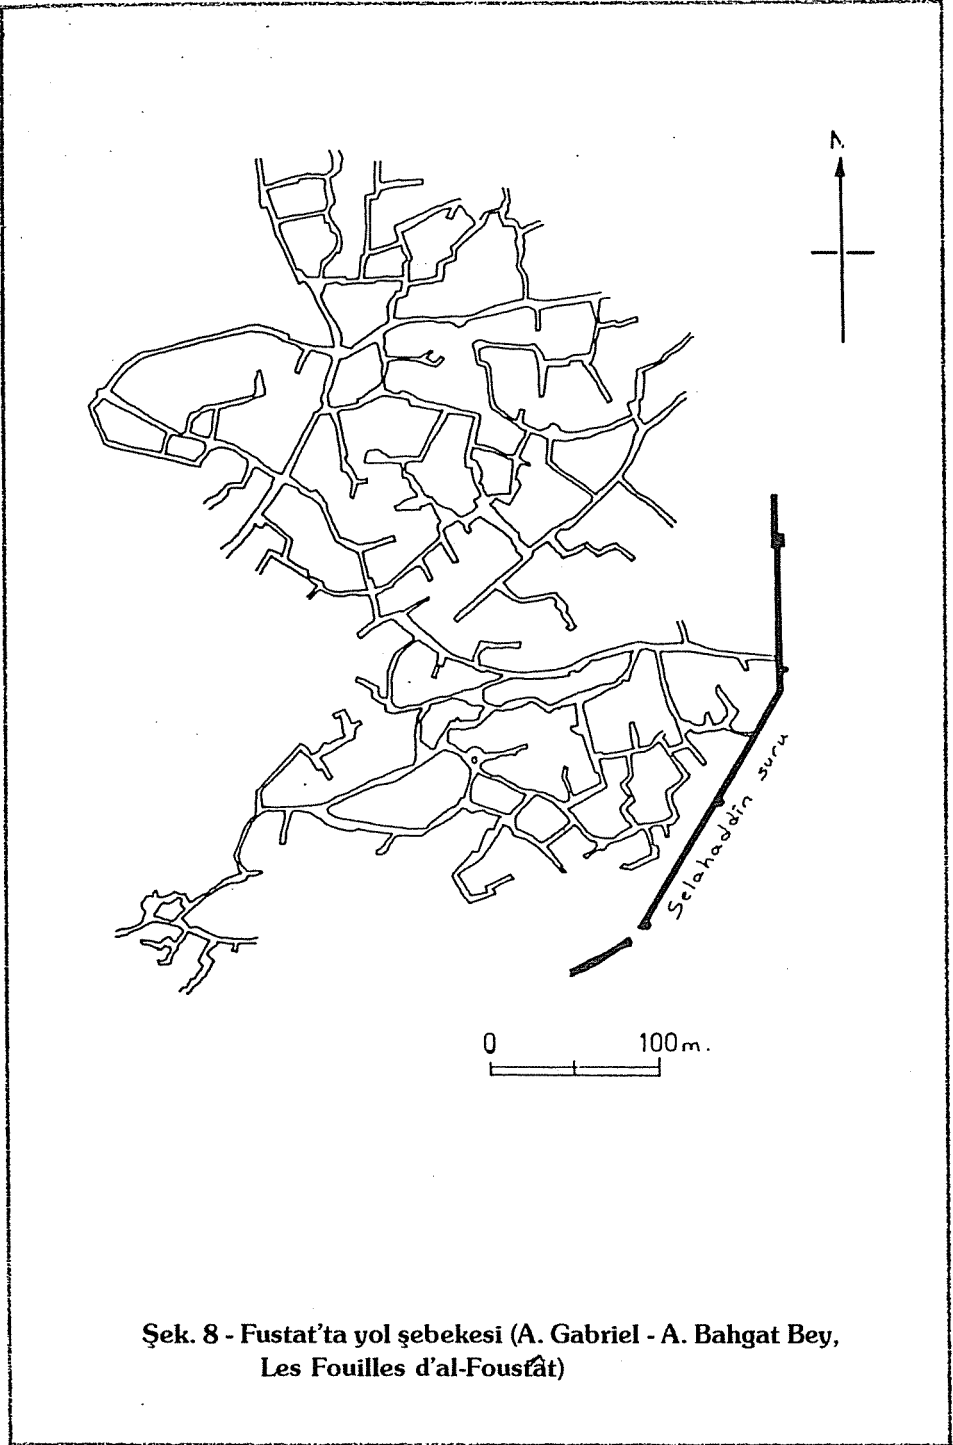 N
Selahaddin suru
0 100m.
Şek. 8 - Fustat'ta yol şebekesi (A. Gabriel - A. Bahgat Bey,
Les Fouilles d'al-Foustât)